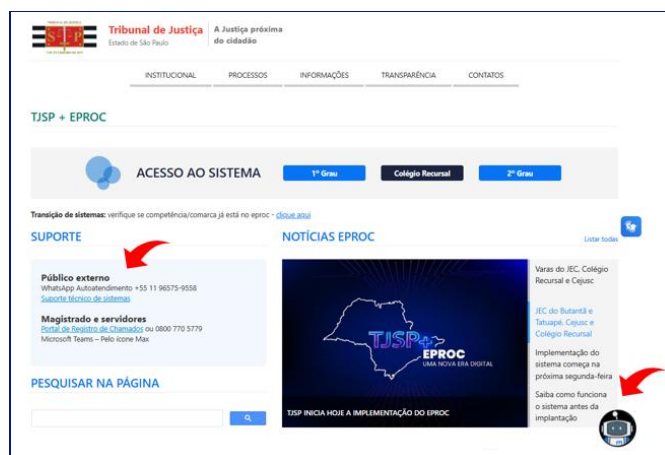 Tribunal de Justiça
Estado de São Paulo
A Justiça próxima
do cidadão
INSTITUCIONAL
PROCESSOS
INFORMAÇÕES
TRANSPARÊNCIA
CONTATOS
TJSP + EPROC
ACESSO AO SISTEMA
1º Grau
Colégio Recursal
2º Grau
Transição de sistemas: verifique se competência/comarca já está no eproc - clique aqui
SUPORTE
Público externo
WhatsApp Autoatendimento +55 11 96575-9558
Suporte técnico de sistemas
Magistrado e servidores
Portal de Registro de Chamados ou 0800 770 5779
Microsoft Teams – Pelo ícone Max
PESQUISAR NA PÁGINA
NOTÍCIAS EPROC
Listar todas
TJSP+
EPROC
UMA NOVA ERA DIGITAL
TJSP INICIA HOJE A IMPLEMENTAÇÃO DO EPROC
Varas do JEC, Colégio
Recursal e Cejusc
JEC do Butantã e
Tatuapé, Cejusc e
Colégio Recursal
Implementação do
sistema começa na
próxima segunda-feira
Saiba como funciona
o sistema antes da
implantação